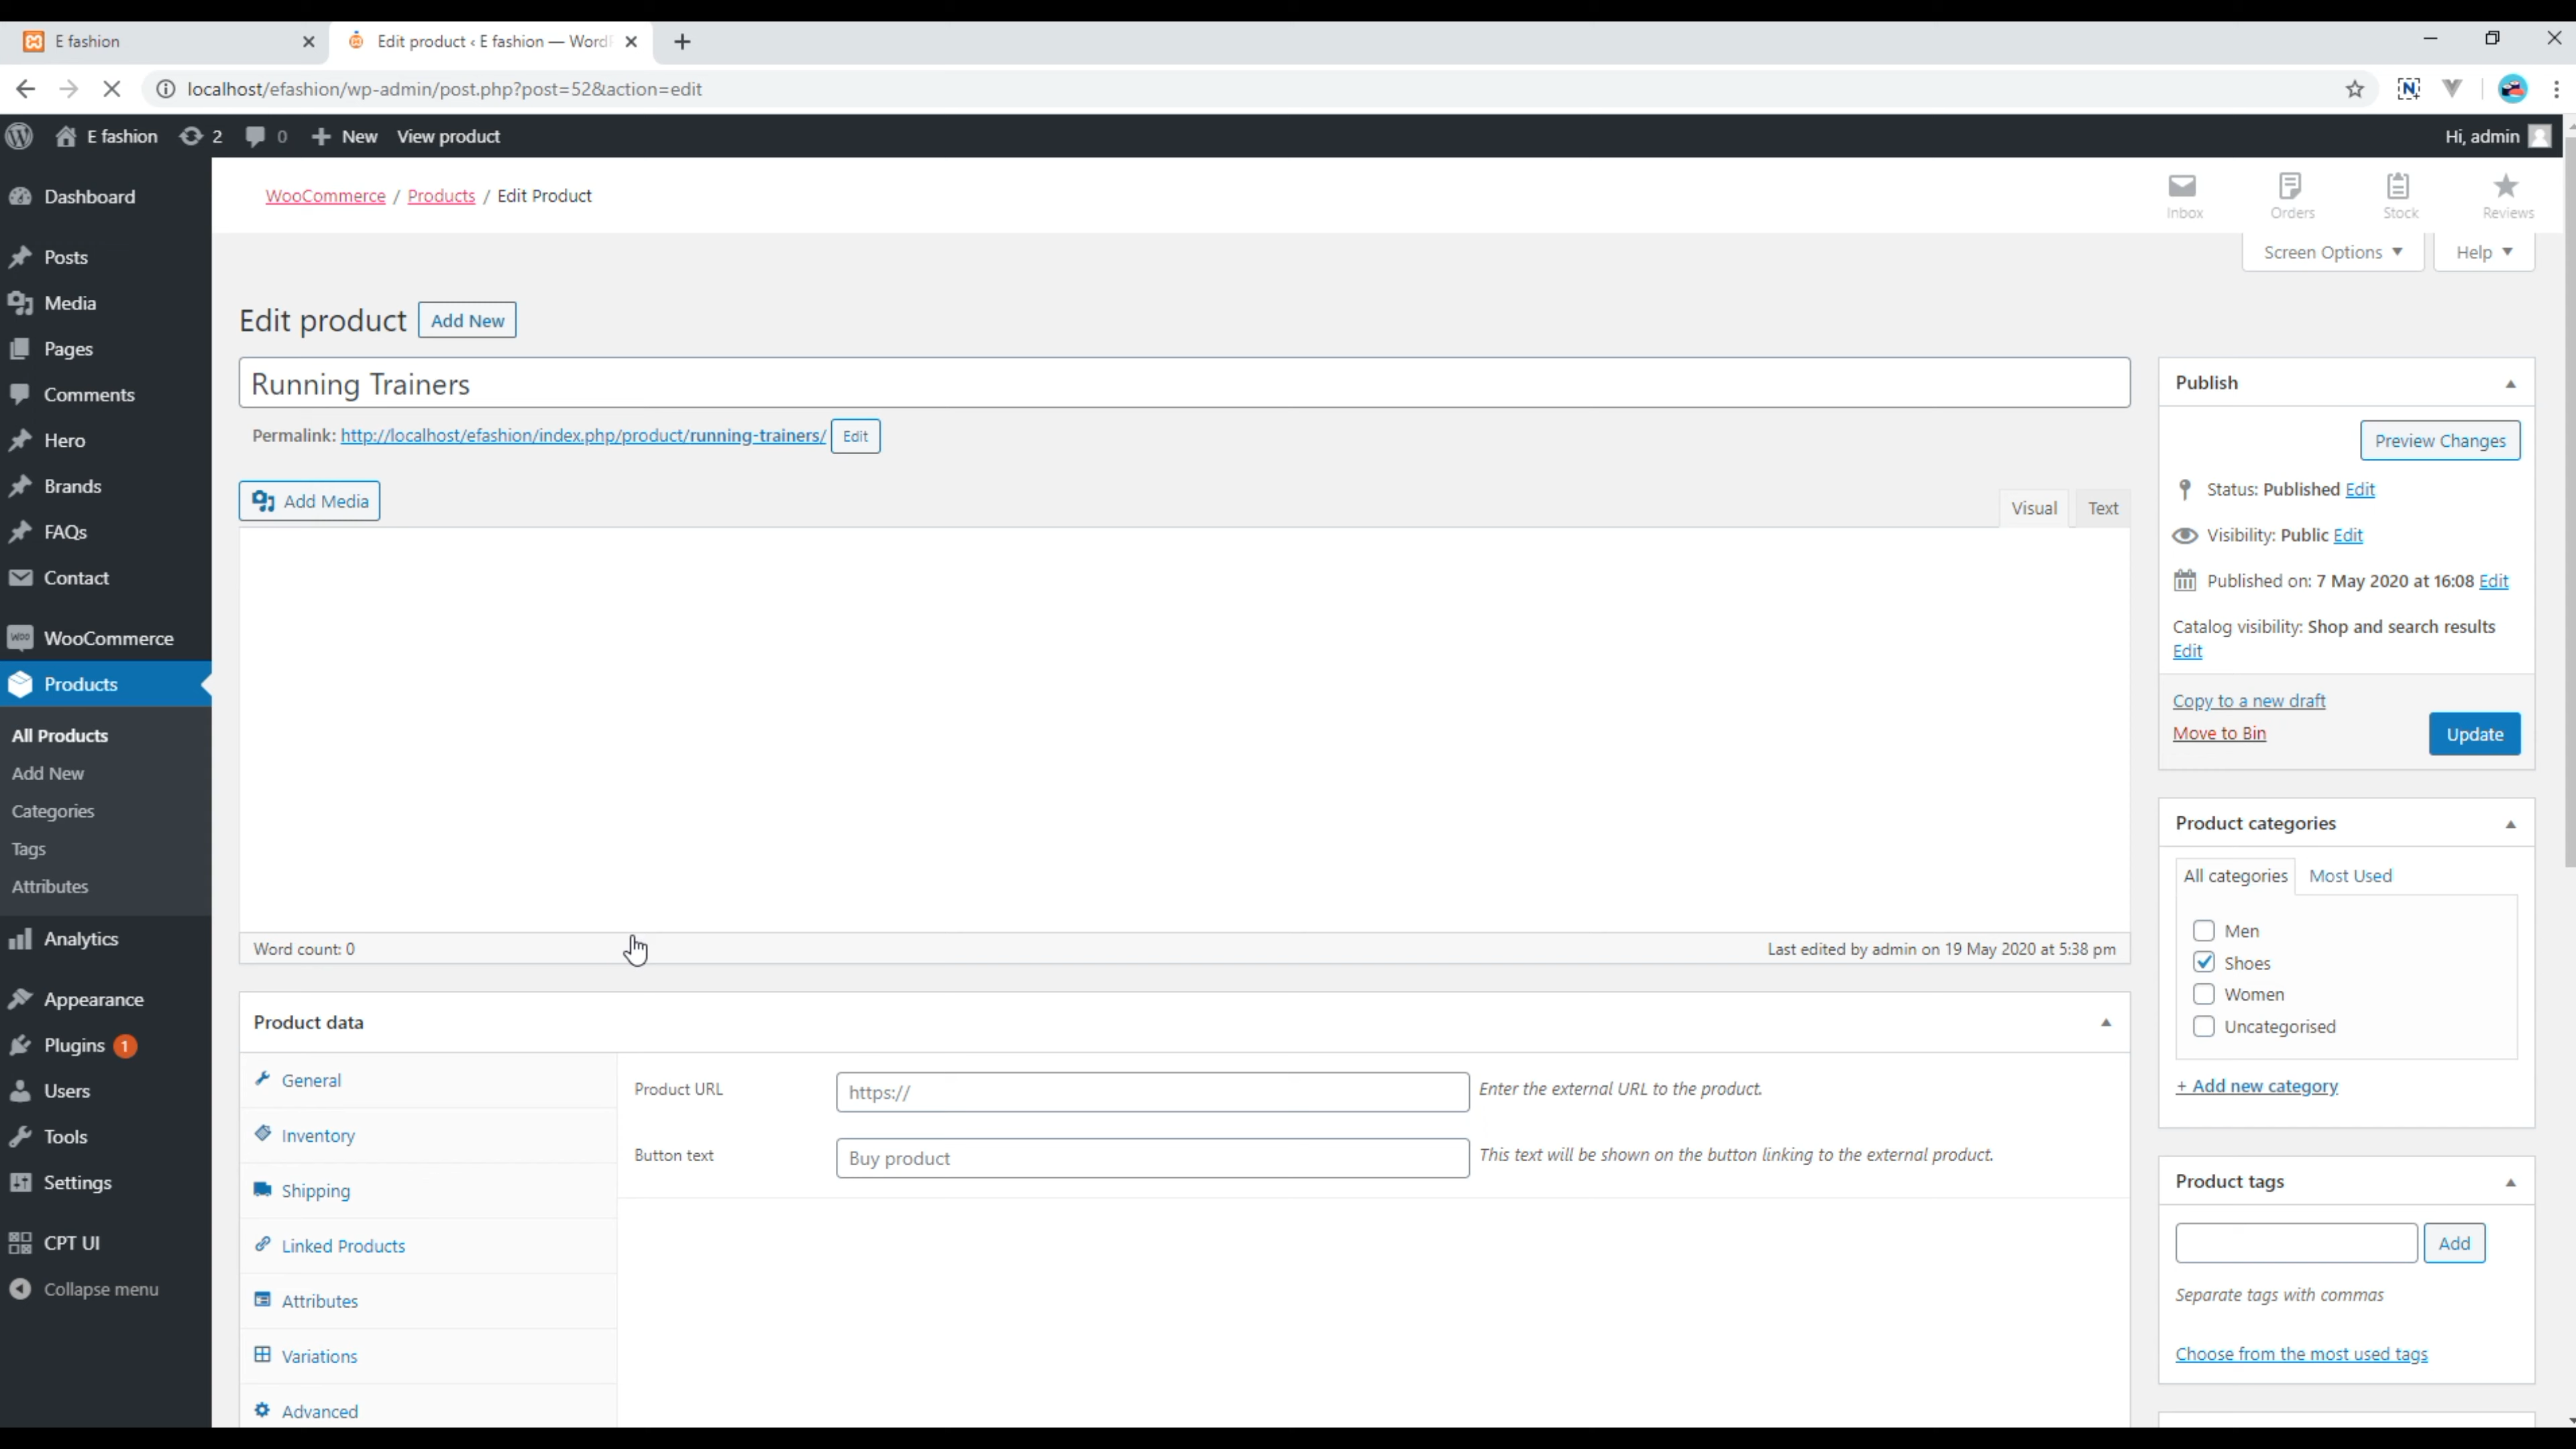 E fashion
Edit product ‹ E fashion — Word
localhost/efashion/wp-admin/post.php?post=52&action=edit
E fashion 2 0 New View product Hi, admin
Dashboard
Posts
Media
Pages
Comments
Hero
Brands
FAQs
Contact
WooCommerce
Products
All Products
Add New
Categories
Tags
Attributes
Analytics
Appearance
Plugins 1
Users
Tools
Settings
CPT UI
Collapse menu
WooCommerce / Products / Edit Product
Inbox
Orders
Stock
Reviews
Screen Options
Help
Edit product
Add New
Running Trainers
Permalink: http://localhost/efashion/index.php/product/running-trainers/ Edit
Add Media
Visual
Text
Word count: 0
Last edited by admin on 19 May 2020 at 5:38 pm
Product data
General
Inventory
Shipping
Linked Products
Attributes
Variations
Advanced
Product URL https:// Enter the external URL to the product.
Button text Buy product This text will be shown on the button linking to the external product.
Publish
Preview Changes
Status: Published Edit
Visibility: Public Edit
Published on: 7 May 2020 at 16:08 Edit
Catalog visibility: Shop and search results
Edit
Copy to a new draft
Move to Bin
Update
Product categories
All categories Most Used
Men
Shoes
Women
Uncategorised
+ Add new category
Product tags
Add
Separate tags with commas
Choose from the most used tags